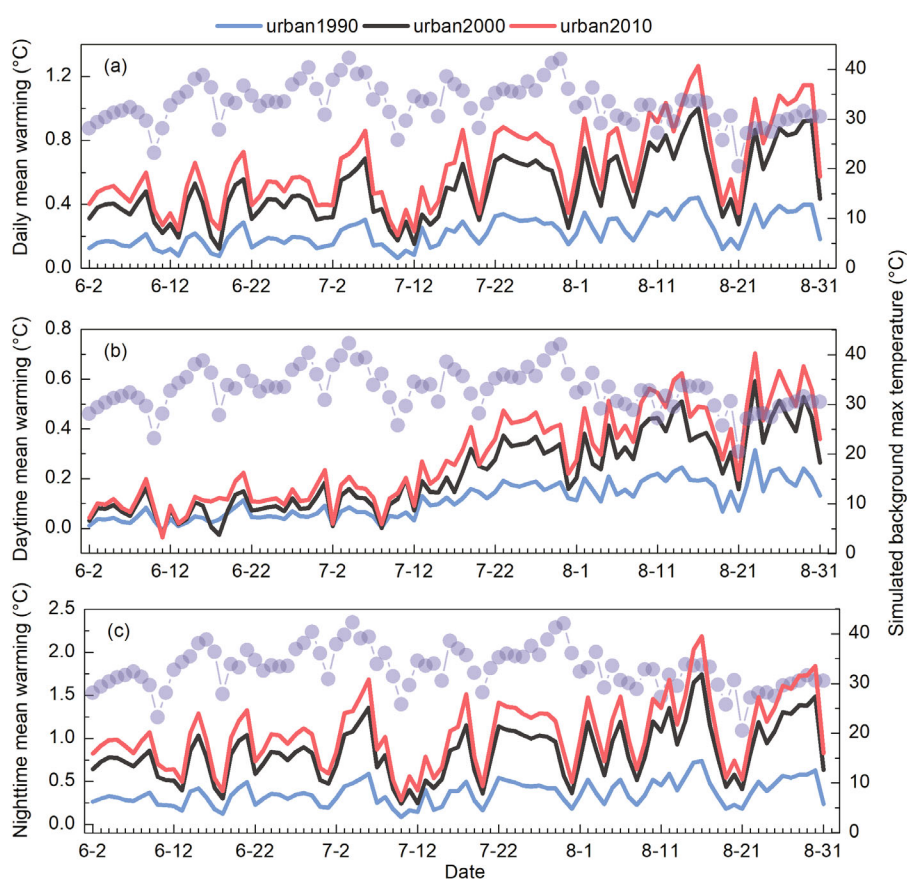 urban1990 urban2000 urban2010
(a)
Daily mean warming (°C)
1.2
0.8
0.4
0.0
40
30
20
10
0
6-2 6-12 6-22 7-2 7-12 7-22 8-1 8-11 8-21 8-31
(b)
Daytime mean warming (°C)
0.8
0.6
0.4
0.2
0.0
40
30
20
10
0
6-2 6-12 6-22 7-2 7-12 7-22 8-1 8-11 8-21 8-31
Simulated background max temperature (°C)
(c)
Nighttime mean warming (°C)
2.5
2.0
1.5
1.0
0.5
0.0
40
30
20
10
0
6-2 6-12 6-22 7-2 7-12 7-22 8-1 8-11 8-21 8-31
Date